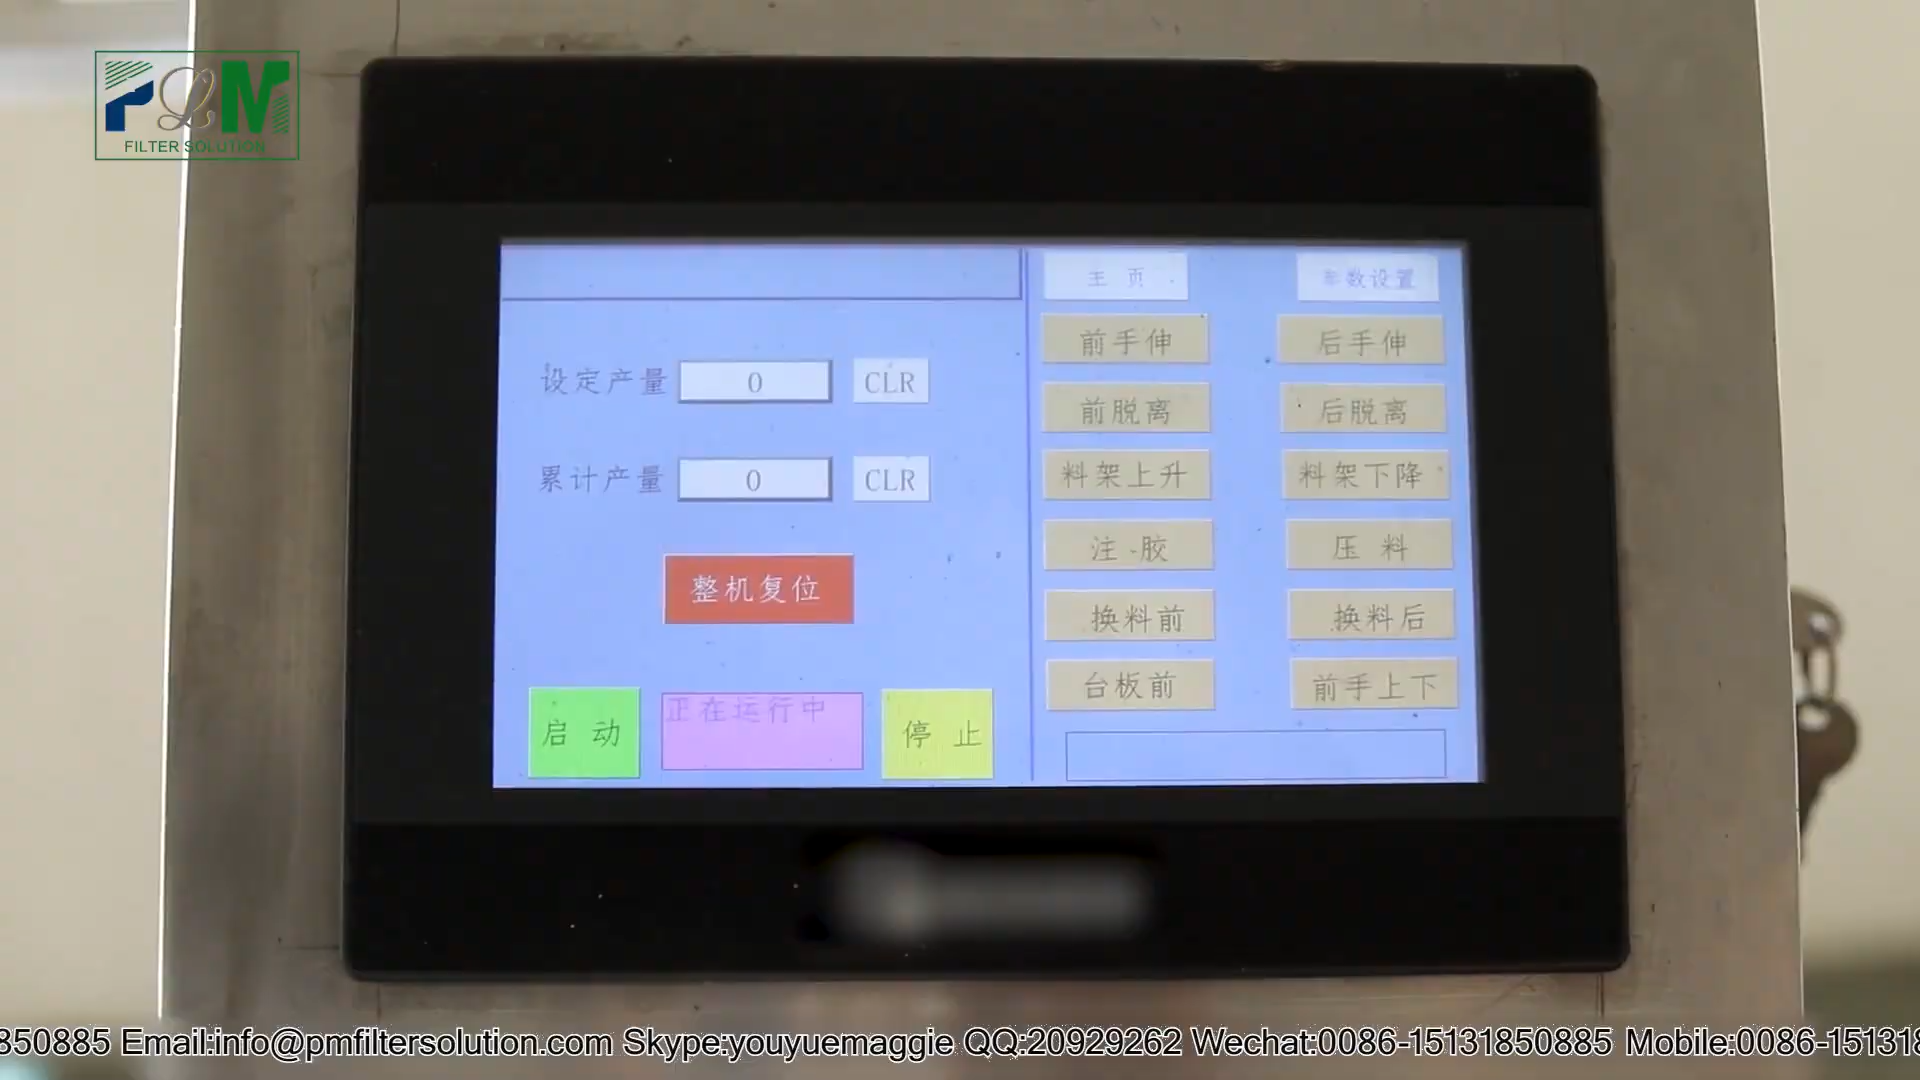 PLM
FILTER SOLUTION
主 页
参数设置
前手伸
后手伸
设定产量 0 CLR
前脱离
后脱离
料架上升
料架下降
累计产量 0 CLR
注 胶
压 料
整机复位
换料前
换料后
台板前
前手上下
启 动
正在运行中
停 止
850885 Email:info@pmfiltersolution.com Skype:youyuemaggie QQ:20929262 Wechat:0086-15131850885 Mobile:0086-151318